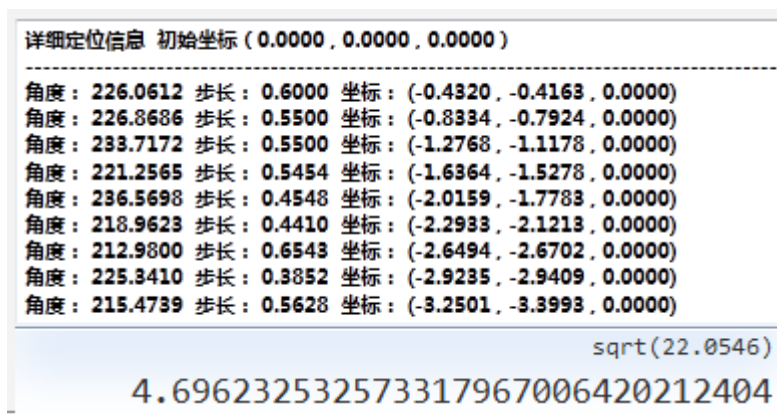 详细定位信息 初始坐标 ( 0.0000 , 0.0000 , 0.0000 )
--------------------------------------------------------------------------------
角度： 226.0612 步长： 0.6000 坐标： (-0.4320 , -0.4163 , 0.0000)
角度： 226.8686 步长： 0.5500 坐标： (-0.8334 , -0.7924 , 0.0000)
角度： 233.7172 步长： 0.5500 坐标： (-1.2768 , -1.1178 , 0.0000)
角度： 221.2565 步长： 0.5454 坐标： (-1.6364 , -1.5278 , 0.0000)
角度： 236.5698 步长： 0.4548 坐标： (-2.0159 , -1.7783 , 0.0000)
角度： 218.9623 步长： 0.4410 坐标： (-2.2933 , -2.1213 , 0.0000)
角度： 212.9800 步长： 0.6543 坐标： (-2.6494 , -2.6702 , 0.0000)
角度： 225.3410 步长： 0.3852 坐标： (-2.9235 , -2.9409 , 0.0000)
角度： 215.4739 步长： 0.5628 坐标： (-3.2501 , -3.3993 , 0.0000)
sqrt(22.0546)
4.696232532573317967006420212404